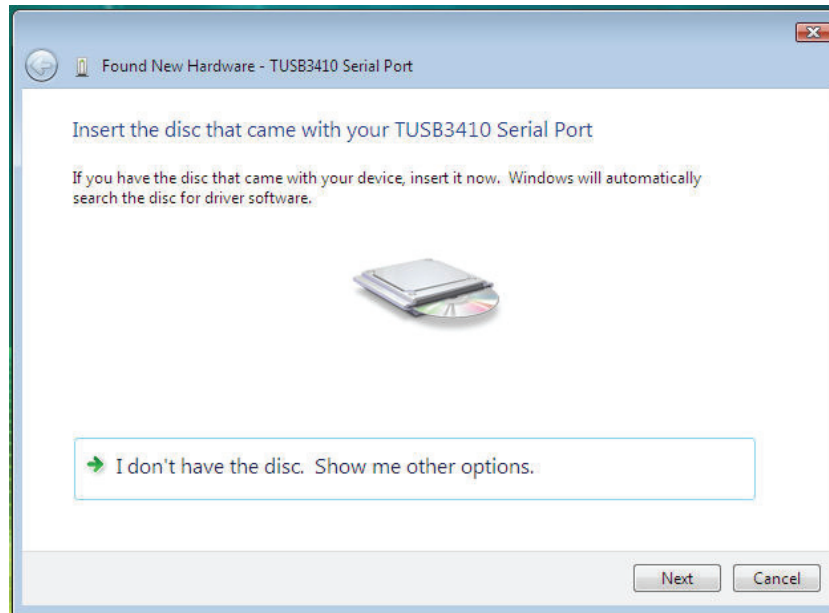 Found New Hardware - TUSB3410 Serial Port
Insert the disc that came with your TUSB3410 Serial Port
If you have the disc that came with your device, insert it now.  Windows will automatically
search the disc for driver software.
I don't have the disc.  Show me other options.
Next
Cancel